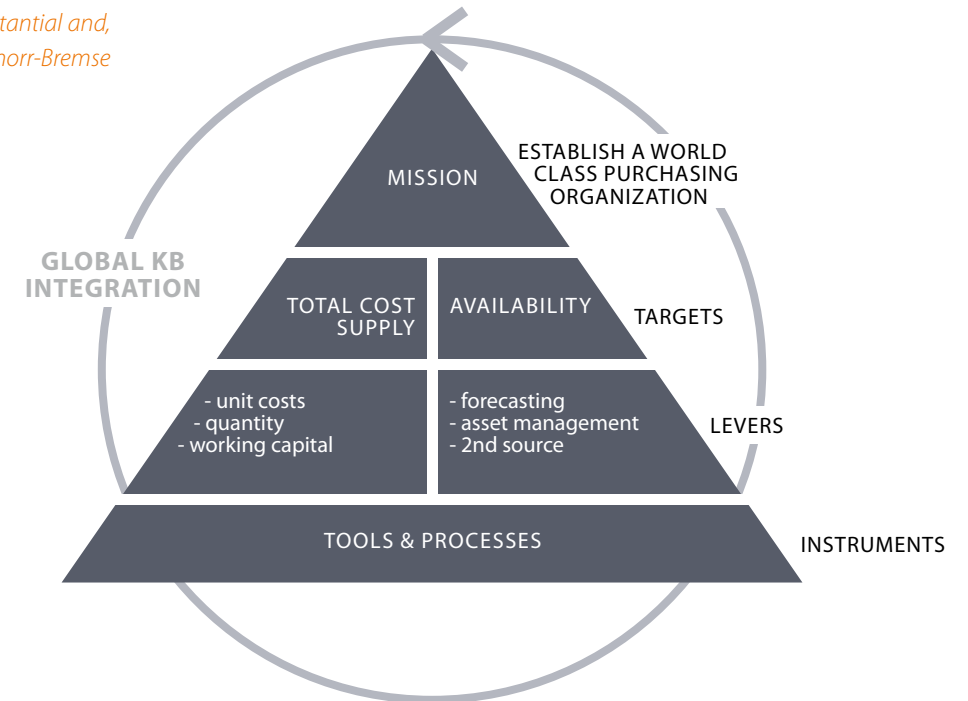 tantial and,
norr-Bremse
MISSION
ESTABLISH A WORLD
CLASS PURCHASING
ORGANIZATION
GLOBAL KB
INTEGRATION
TOTAL COST
SUPPLY
AVAILABILITY
TARGETS
- unit costs
- quantity
- working capital
- forecasting
- asset management
- 2nd source
LEVERS
TOOLS & PROCESSES
INSTRUMENTS